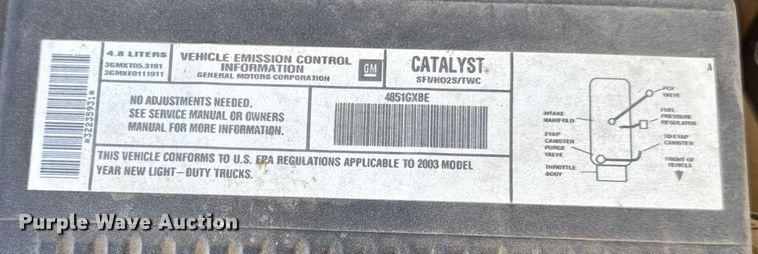 4.8 LITERS
3GMXT05.3181
3GMXE0111911
VEHICLE EMISSION CONTROL
INFORMATION
GENERAL MOTORS CORPORATION
GM
CATALYST
SFI/HO2S/TWC
NO ADJUSTMENTS NEEDED.
SEE SERVICE MANUAL OR OWNERS
MANUAL FOR MORE INFORMATION.
4851GXBE
THIS VEHICLE CONFORMS TO U.S. EPA REGULATIONS APPLICABLE TO 2003 MODEL
YEAR NEW LIGHT-DUTY TRUCKS.
A
PCV
VALVE
INTAKE
MANIFOLD
FUEL
PRESSURE
REGULATOR
EVAP
CANISTER
PURGE
VALVE
TO EVAP
CANISTER
THROTTLE
BODY
FRONT OF
VEHICLE
Purple Wave Auction